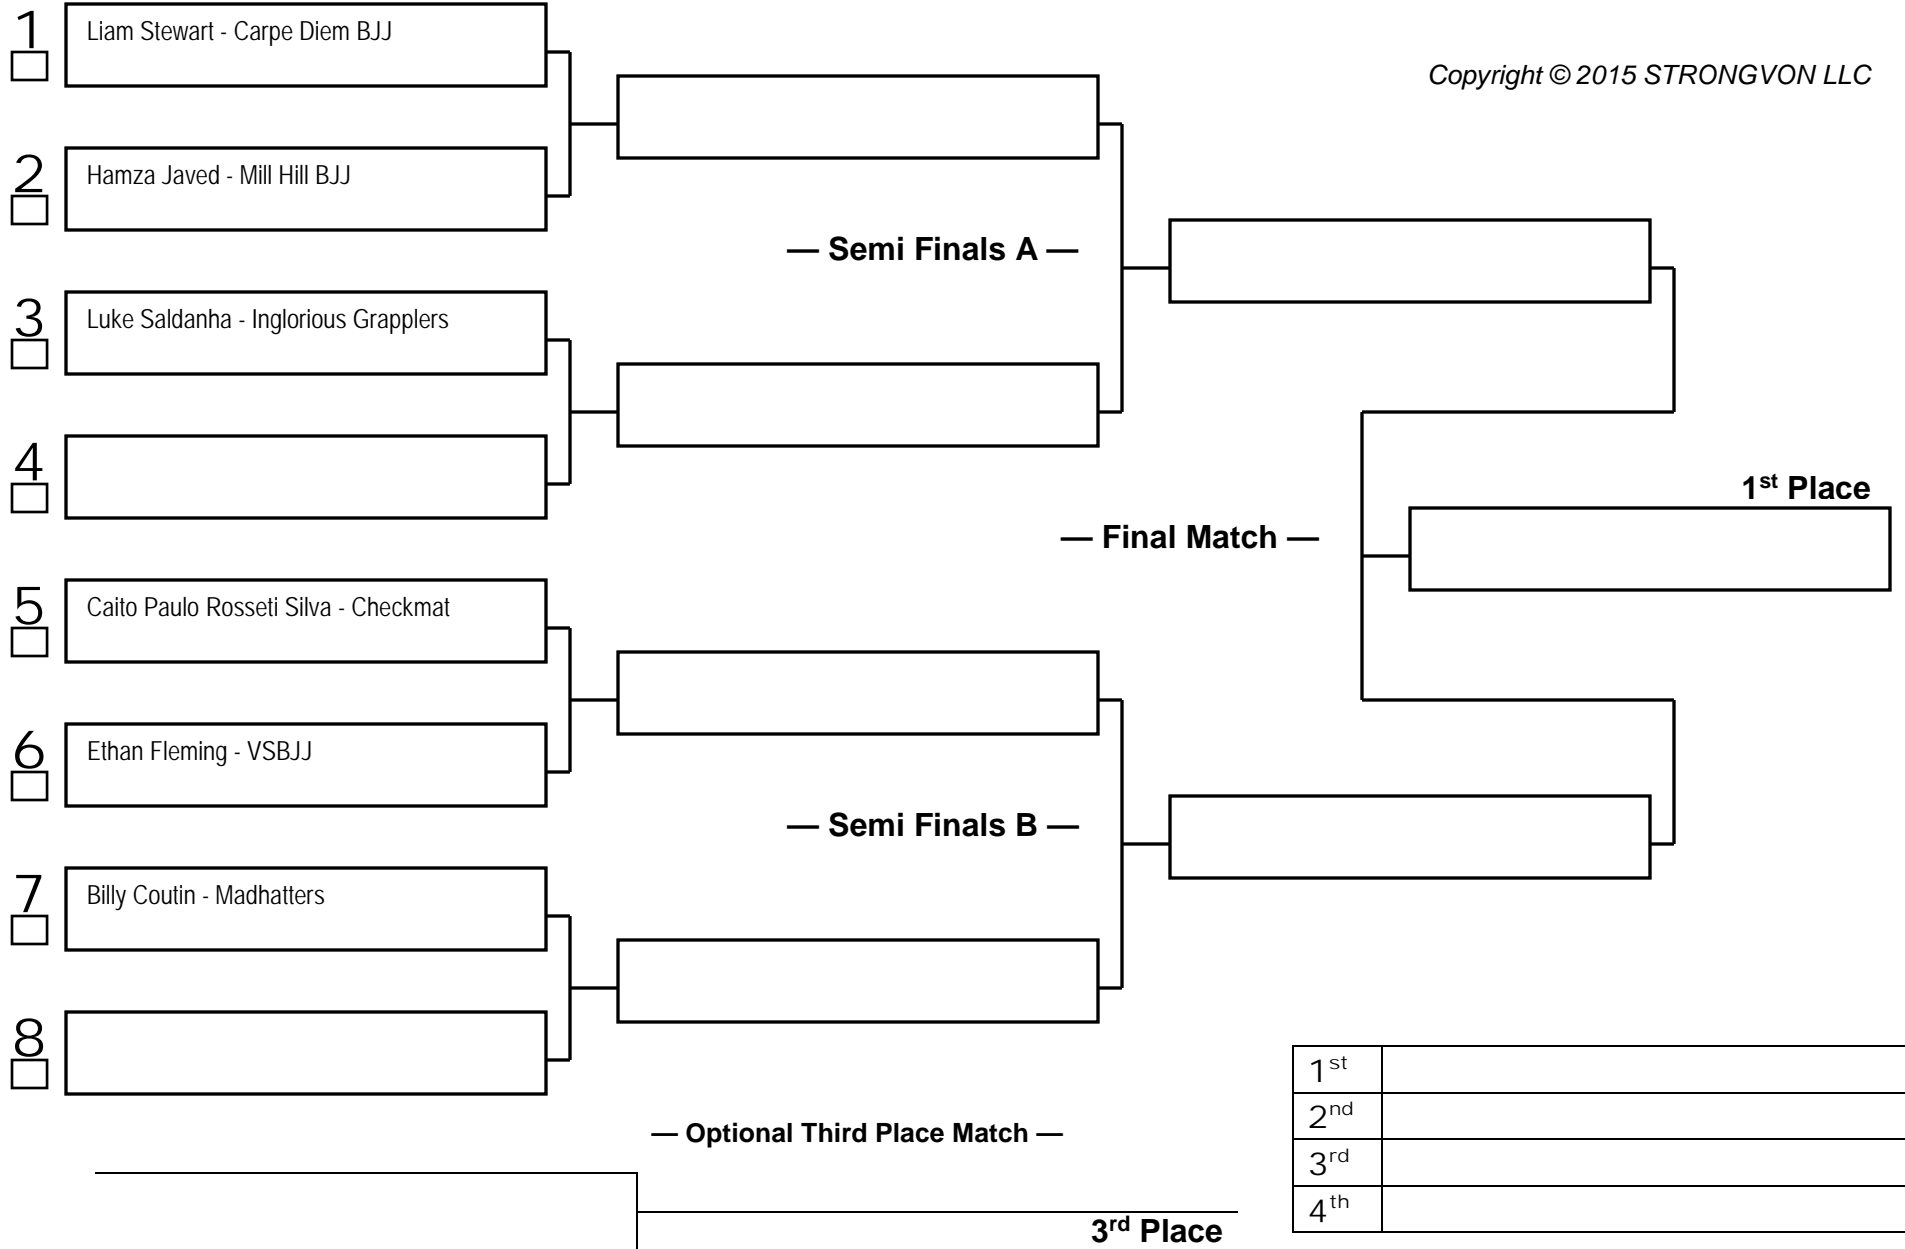 1
Liam Stewart - Carpe Diem BJJ
Copyright © 2015 STRONGVON LLC
2
Hamza Javed - Mill Hill BJJ
— Semi Finals A —
3
Luke Saldanha - Inglorious Grapplers
4
1st Place
— Final Match —
5
Caito Paulo Rosseti Silva - Checkmat
6
Ethan Fleming - VSBJJ
— Semi Finals B —
7
Billy Coutin - Madhatters
8
1st
2nd
— Optional Third Place Match —
3rd
4th
3rd Place